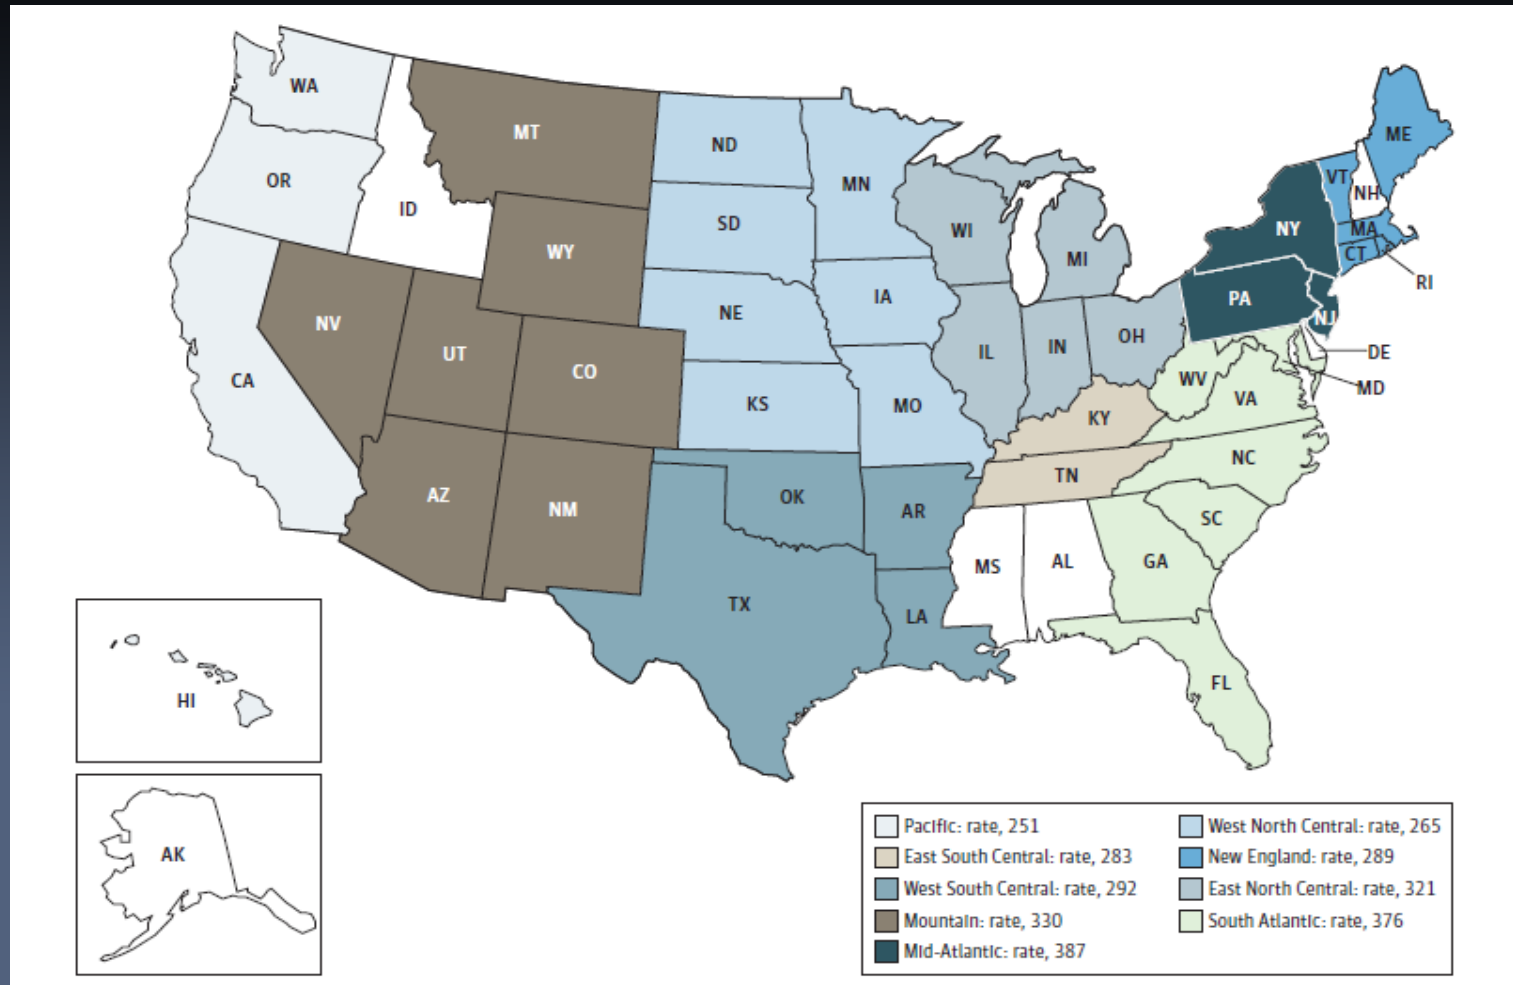 WA
MT
ND
ME
OR
ID
MN
VT
NH
SD
WI
NY
MA
WY
MI
CT
RI
NE
IA
PA
NV
NJ
UT
IL
IN
OH
DE
CO
WV
MD
CA
KS
MO
VA
KY
NC
TN
AZ
NM
OK
AR
SC
MS
AL
GA
TX
LA
FL
HI
AK
Pacific: rate, 251
East South Central: rate, 283
West South Central: rate, 292
Mountain: rate, 330
Mid-Atlantic: rate, 387
West North Central: rate, 265
New England: rate, 289
East North Central: rate, 321
South Atlantic: rate, 376